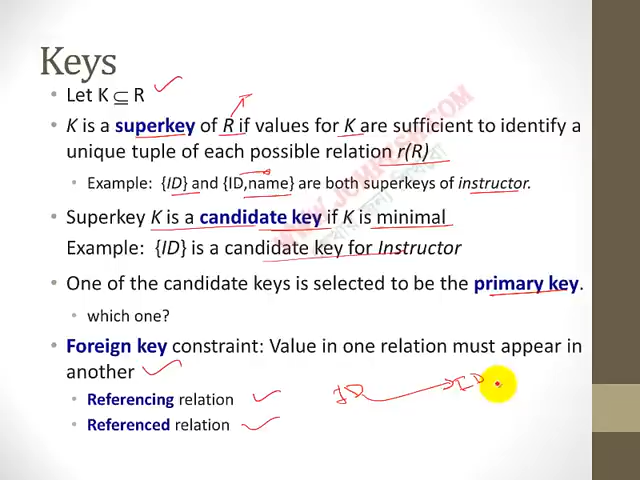 Keys
• Let K ⊆ R
• K is a superkey of R if values for K are sufficient to identify a
unique tuple of each possible relation r(R)
• Example: {ID} and {ID,name} are both superkeys of instructor.
• Superkey K is a candidate key if K is minimal
Example: {ID} is a candidate key for Instructor
• One of the candidate keys is selected to be the primary key.
• which one?
• Foreign key constraint: Value in one relation must appear in
another
• Referencing relation
• Referenced relation
ID ID